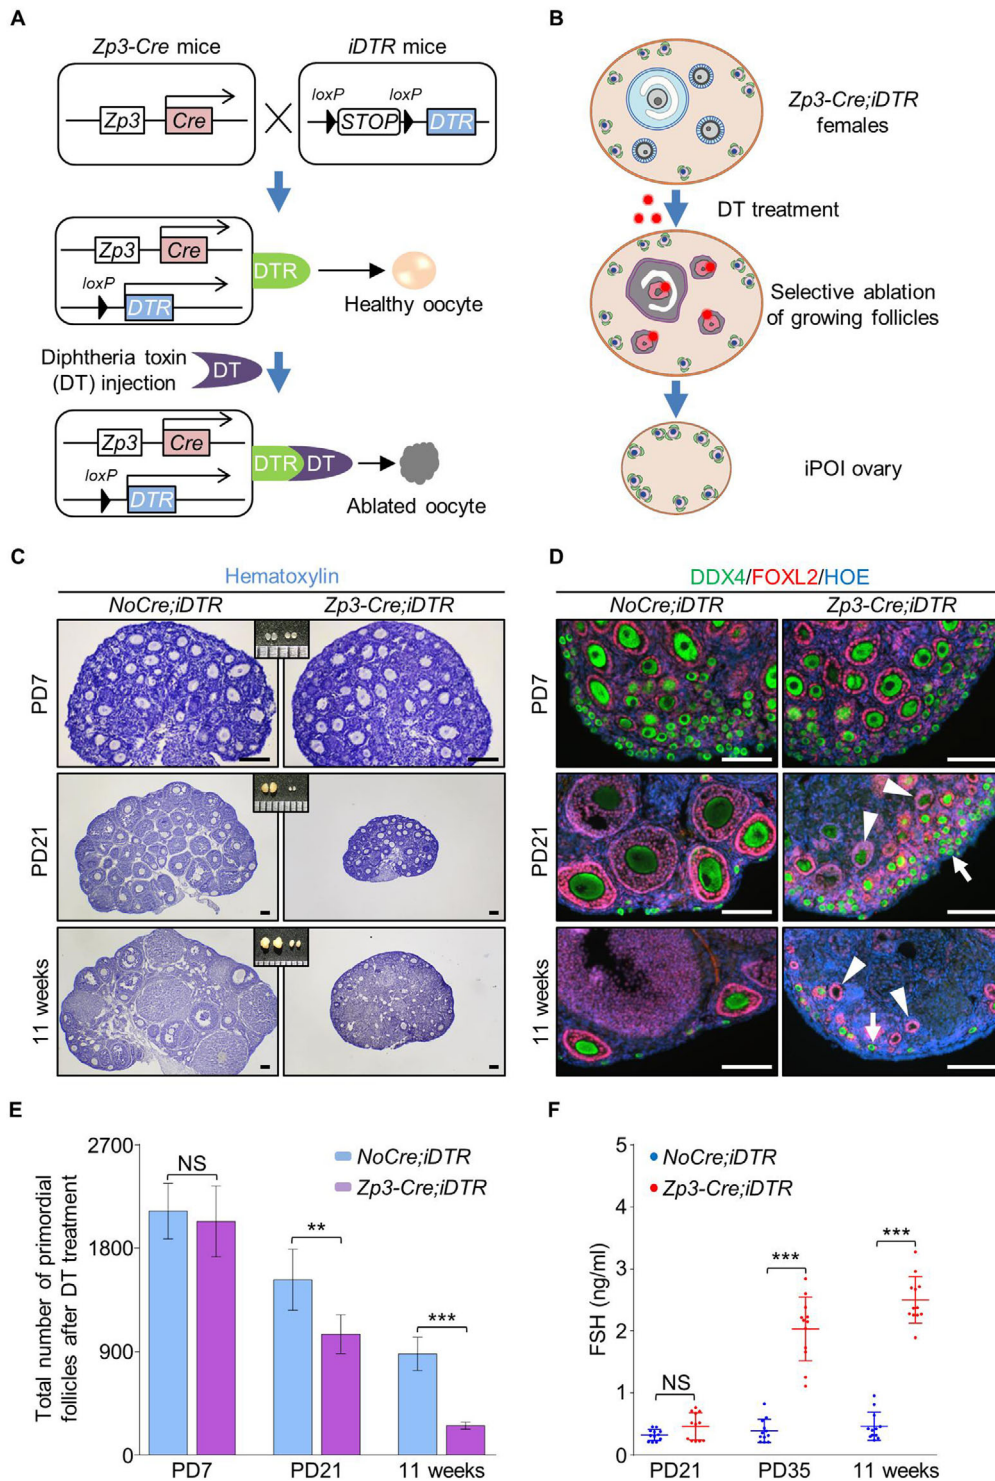 A
Zp3-Cre mice
iDTR mice
Zp3
Cre
loxP
loxP
STOP
DTR
Zp3
Cre
loxP
DTR
DTR
Healthy oocyte
Diphtheria toxin
(DT) injection
DT
Zp3
Cre
loxP
DTR
DTR
DT
Ablated oocyte
B
Zp3-Cre;iDTR
females
DT treatment
Selective ablation
of growing follicles
iPOI ovary
C
Hematoxylin
NoCre;iDTR
Zp3-Cre;iDTR
PD7
PD21
11 weeks
D
DDX4/FOXL2/HOE
NoCre;iDTR
Zp3-Cre;iDTR
PD7
PD21
11 weeks
E
Total number of primordial
follicles after DT treatment
2700
1800
900
0
NoCre;iDTR
Zp3-Cre;iDTR
NS
**
***
PD7
PD21
11 weeks
F
FSH (ng/ml)
5
4
3
2
1
0
NoCre;iDTR
Zp3-Cre;iDTR
NS
***
***
PD21
PD35
11 weeks